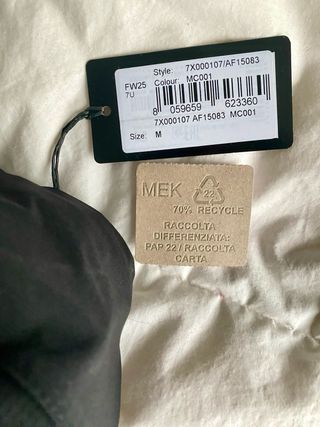 Style: 7X000107/AF15083
FW25 Colour: MC001
7U
8 059659 623360
7X000107 AF15083 MC001
Size: M
MEK 22
70% RECYCLE
RACCOLTA
DIFFERENZIATA:
PAP 22 / RACCOLTA
CARTA